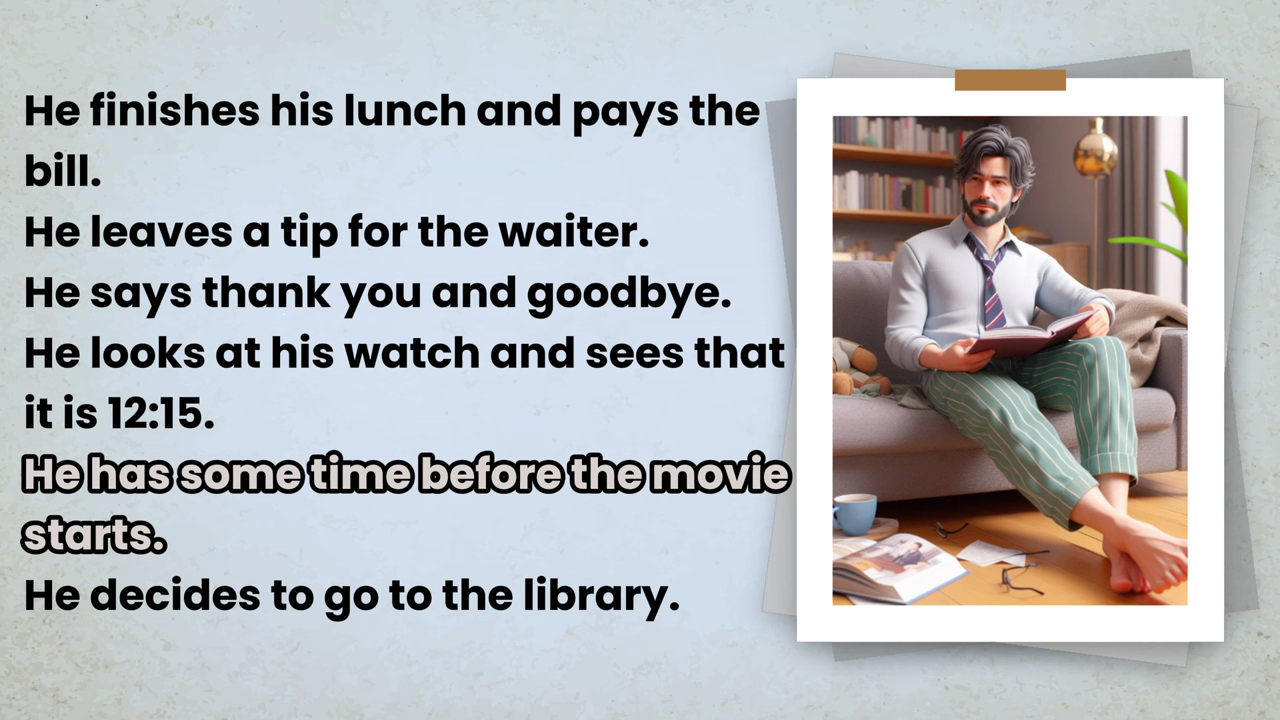 He finishes his lunch and pays the
bill.
He leaves a tip for the waiter.
He says thank you and goodbye.
He looks at his watch and sees that
it is 12:15.
He has some time before the movie
starts.
He decides to go to the library.